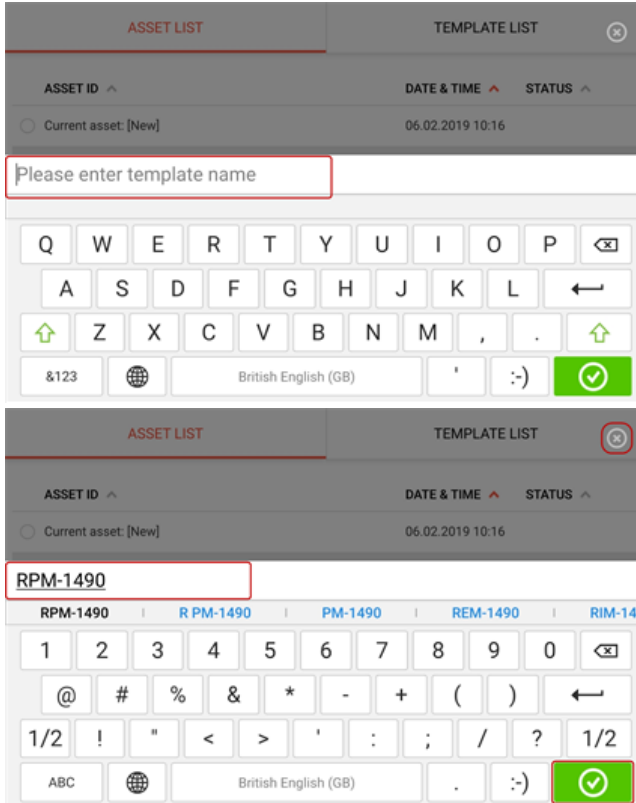 ASSET LIST TEMPLATE LIST
ASSET ID DATE & TIME STATUS
Current asset: [New] 06.02.2019 10:16
Please enter template name
Q W E R T Y U I O P
A S D F G H J K L
Z X C V B N M , .
&123 British English (GB) ' :-)
ASSET LIST TEMPLATE LIST
ASSET ID DATE & TIME STATUS
Current asset: [New] 06.02.2019 10:16
RPM-1490
RPM-1490 R PM-1490 PM-1490 REM-1490 RIM-14
1 2 3 4 5 6 7 8 9 0
@ # % & * - + ( )
1/2 ! " < > ' : ; / ? 1/2
ABC British English (GB) . :-)